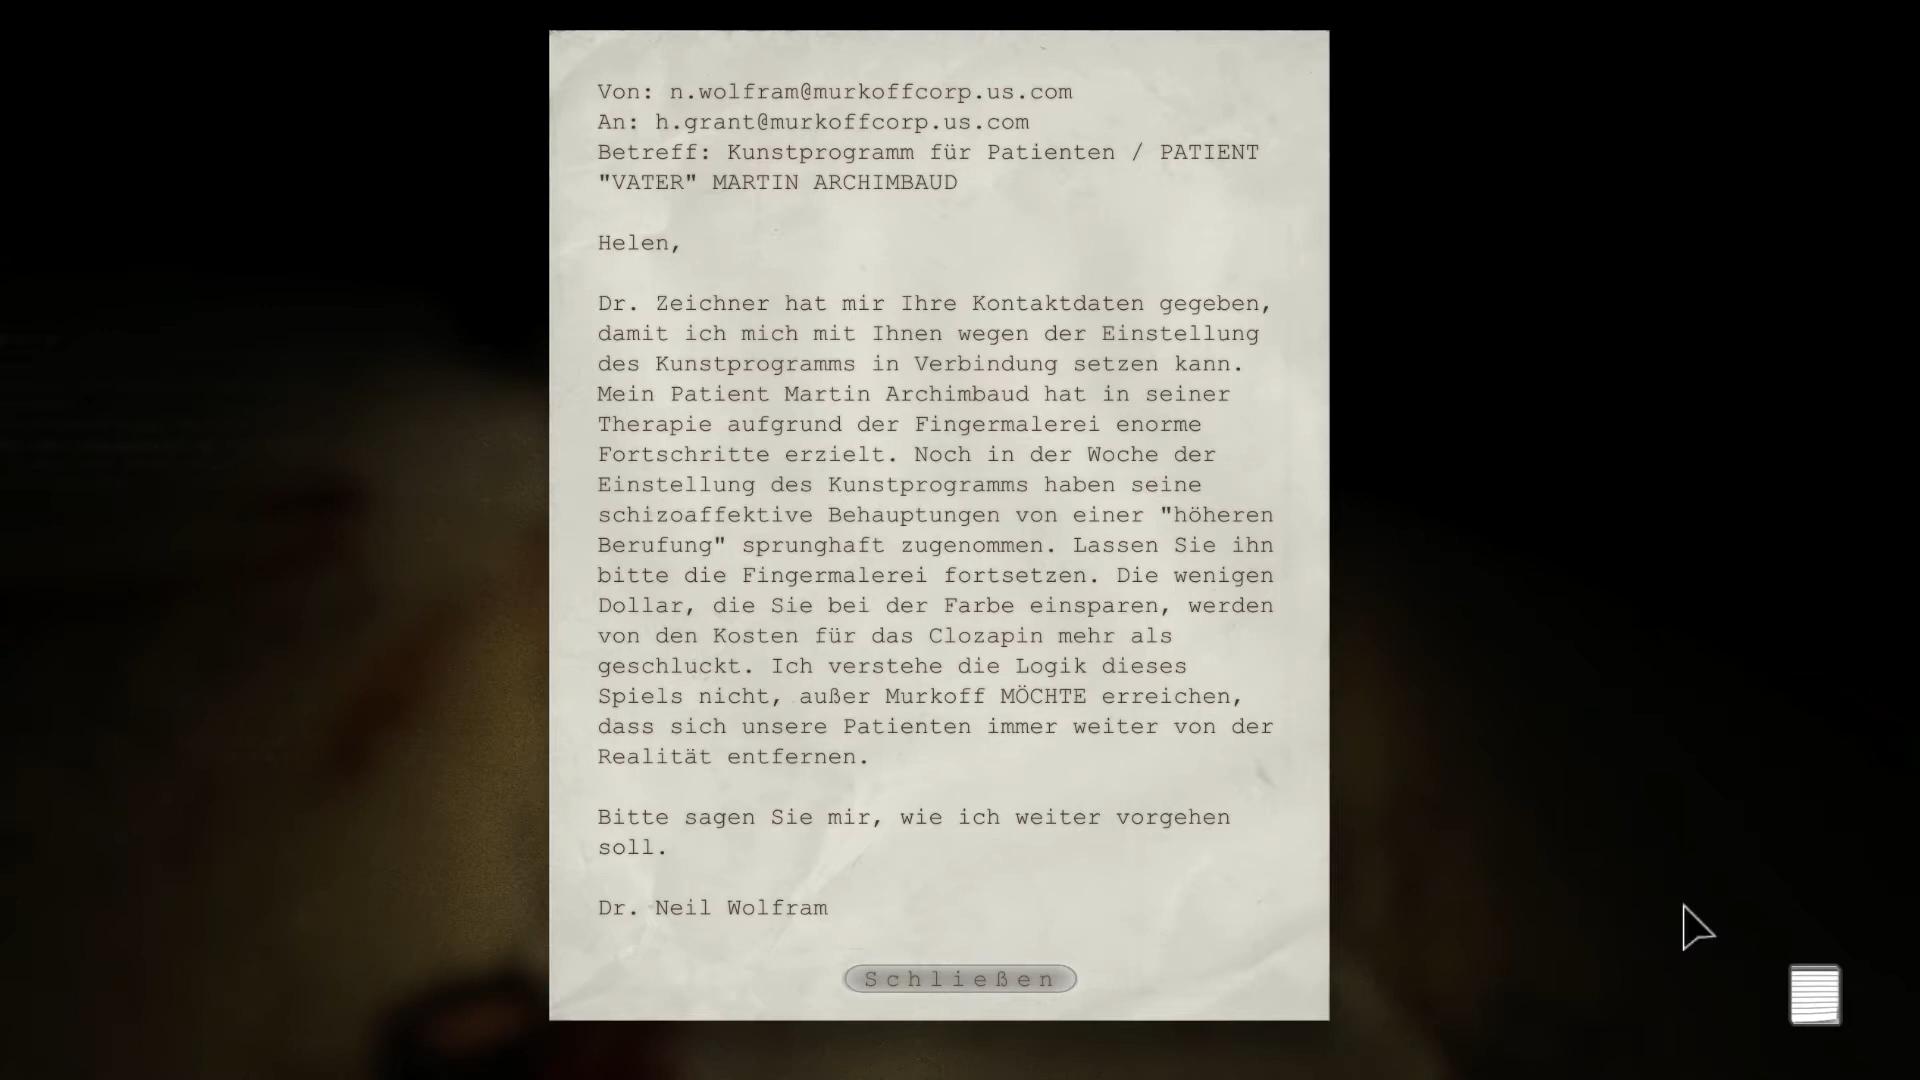 Von: n.wolfram@murkoffcorp.us.com
An: h.grant@murkoffcorp.us.com
Betreff: Kunstprogramm für Patienten / PATIENT
"VATER" MARTIN ARCHIMBAUD
Helen,
Dr. Zeichner hat mir Ihre Kontaktdaten gegeben,
damit ich mich mit Ihnen wegen der Einstellung
des Kunstprogramms in Verbindung setzen kann.
Mein Patient Martin Archimbaud hat in seiner
Therapie aufgrund der Fingermalerei enorme
Fortschritte erzielt. Noch in der Woche der
Einstellung des Kunstprogramms haben seine
schizoaffektive Behauptungen von einer "höheren
Berufung" sprunghaft zugenommen. Lassen Sie ihn
bitte die Fingermalerei fortsetzen. Die wenigen
Dollar, die Sie bei der Farbe einsparen, werden
von den Kosten für das Clozapin mehr als
geschluckt. Ich verstehe die Logik dieses
Spiels nicht, außer Murkoff MÖCHTE erreichen,
dass sich unsere Patienten immer weiter von der
Realität entfernen.
Bitte sagen Sie mir, wie ich weiter vorgehen
soll.
Dr. Neil Wolfram
Schließen